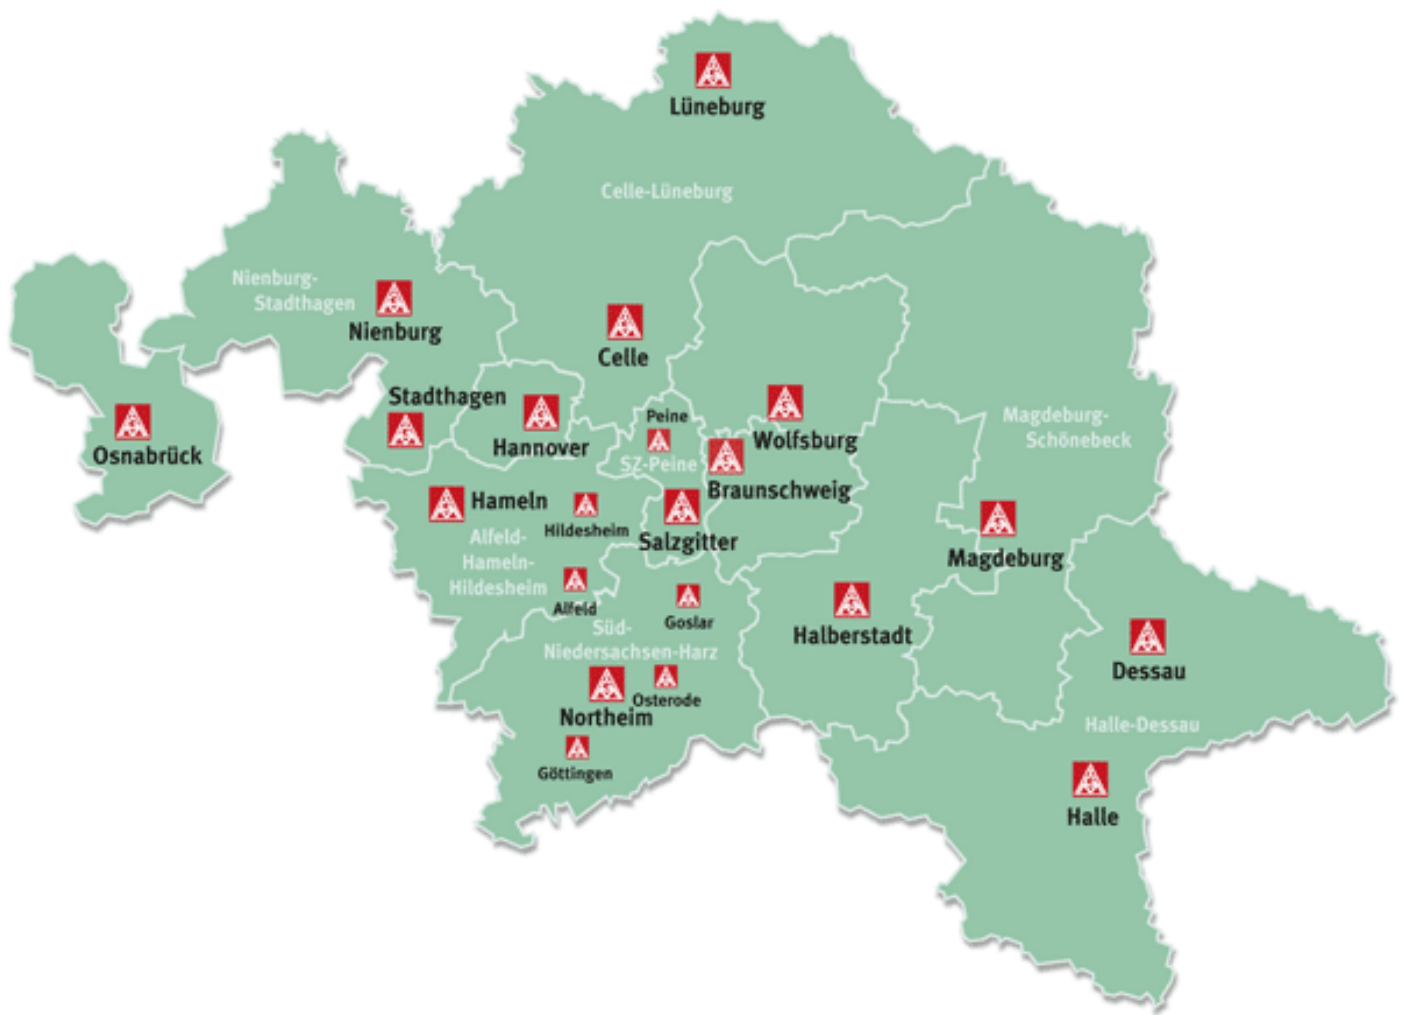 Lüneburg
Celle-Lüneburg
Nienburg-
Stadthagen
Nienburg
Celle
Stadthagen
Hannover
Peine
SZ-Peine
Wolfsburg
Braunschweig
Magdeburg-
Schönebeck
Osnabrück
Hameln
Hildesheim
Salzgitter
Alfeld-
Hameln-
Hildesheim
Magdeburg
Alfeld
Goslar
Halberstadt
Süd-
Niedersachsen-Harz
Dessau
Osterode
Northeim
Halle-Dessau
Göttingen
Halle